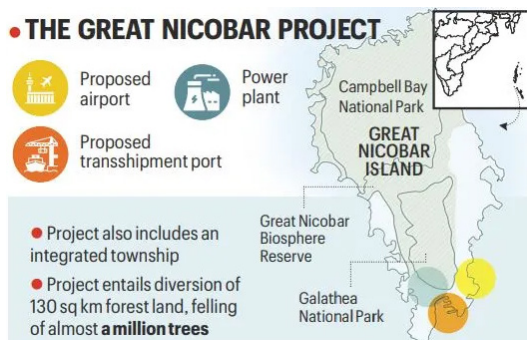 • THE GREAT NICOBAR PROJECT
Proposed
airport
Power
plant
Proposed
transshipment port
Campbell Bay
National Park
GREAT
NICOBAR
ISLAND
Great Nicobar
Biosphere
Reserve
Galathea
National Park
• Project also includes an
integrated township
• Project entails diversion of
130 sq km forest land, felling
of almost a million trees